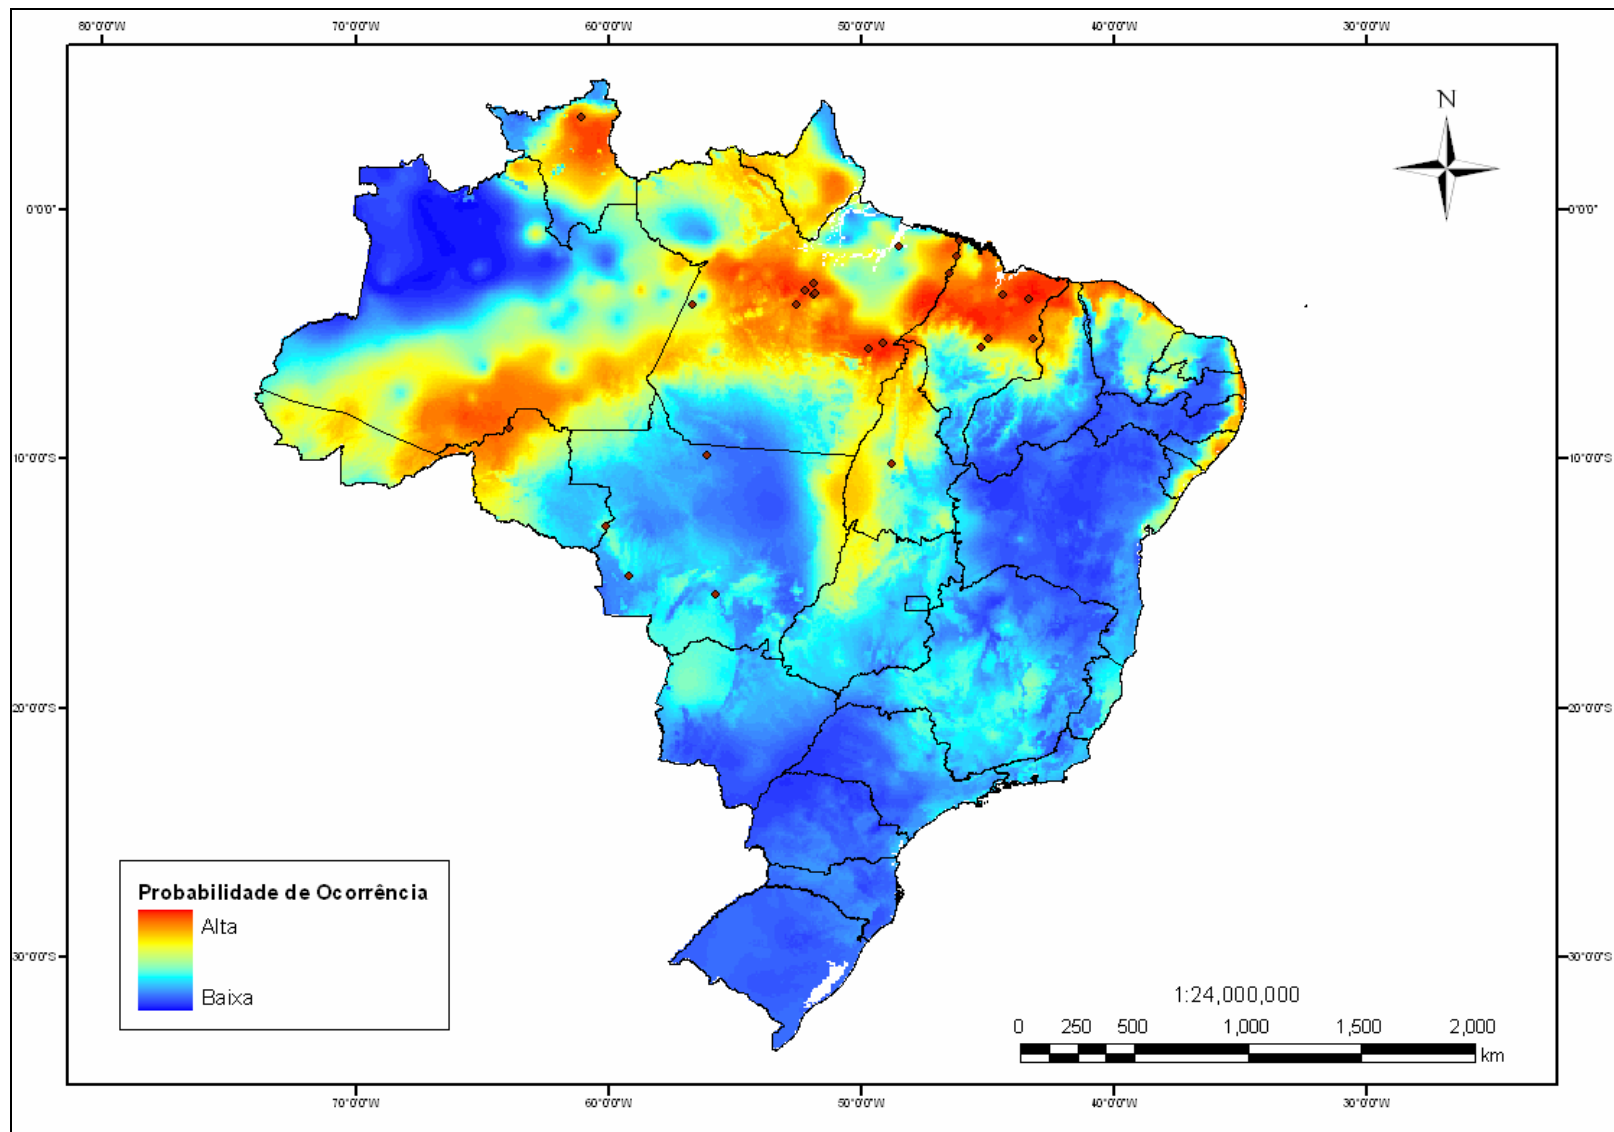 80°0'0"W 70°0'0"W 60°0'0"W 50°0'0"W 40°0'0"W 30°0'0"W
N
0°0'0" 0°0'0"
10°0'0"S 10°0'0"S
20°0'0"S 20°0'0"S
Probabilidade de Ocorrência
Alta
Baixa
30°0'0"S 30°0'0"S
1:24,000,000
0 250 500 1,000 1,500 2,000
km
70°0'0"W 60°0'0"W 50°0'0"W 40°0'0"W 30°0'0"W